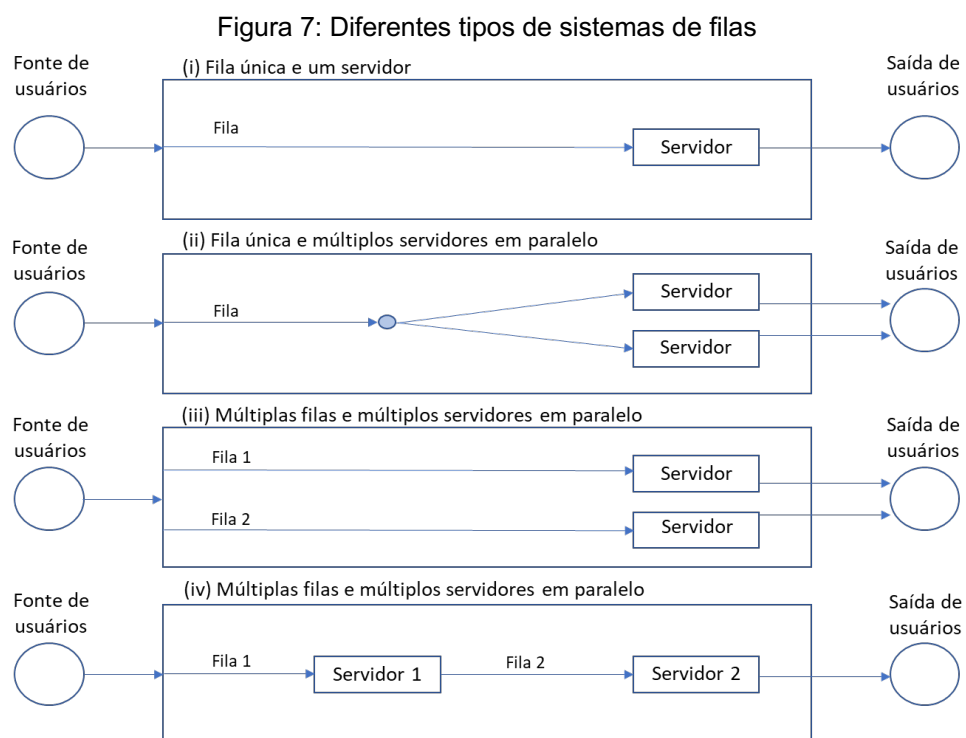 Figura 7: Diferentes tipos de sistemas de filas
Fonte de
usuários
(i) Fila única e um servidor
Saída de
usuários
Fila
Servidor
Fonte de
usuários
(ii) Fila única e múltiplos servidores em paralelo
Saída de
usuários
Fila
Servidor
Servidor
Fonte de
usuários
(iii) Múltiplas filas e múltiplos servidores em paralelo
Saída de
usuários
Fila 1
Servidor
Fila 2
Servidor
Fonte de
usuários
(iv) Múltiplas filas e múltiplos servidores em paralelo
Saída de
usuários
Fila 1
Servidor 1
Fila 2
Servidor 2